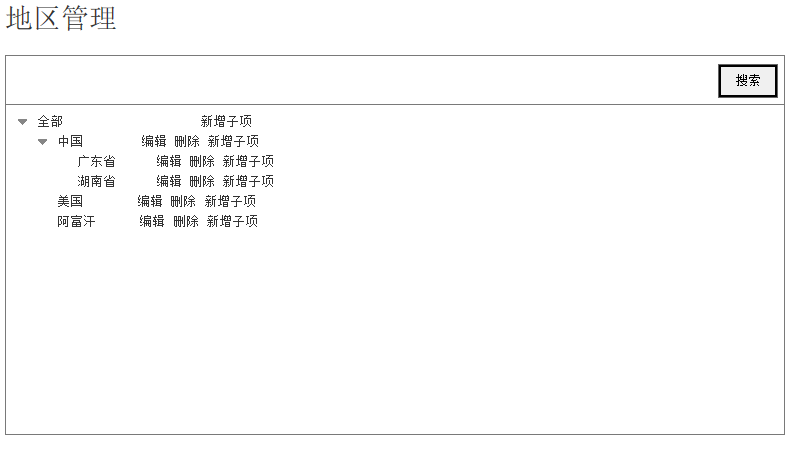 地区管理
搜索
全部 新增子项
中国 编辑 删除 新增子项
广东省 编辑 删除 新增子项
湖南省 编辑 删除 新增子项
美国 编辑 删除 新增子项
阿富汗 编辑 删除 新增子项